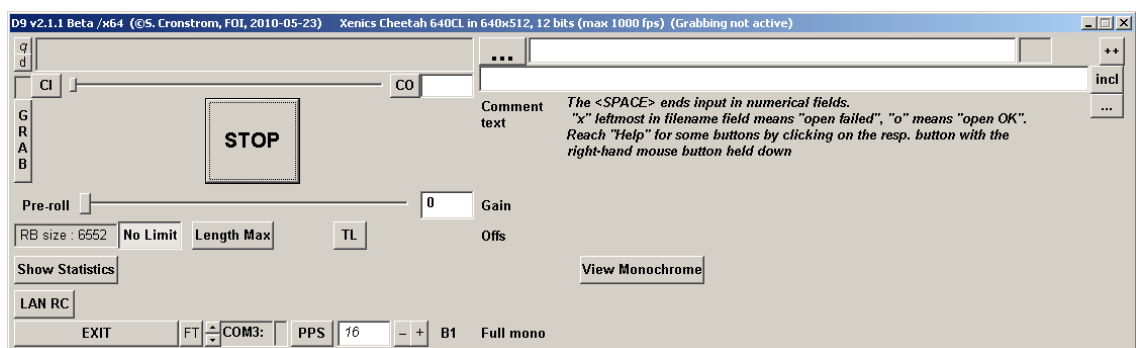 D9 v2.1.1 Beta /x64 (©S. Cronstrom, FOI, 2010-05-23) Xenics Cheetah 640CL in 640x512, 12 bits (max 1000 fps) (Grabbing not active)
q
d
...
++
CI
CO
incl
G
R
A
B
STOP
Comment
text
The <SPACE> ends input in numerical fields.
"x" leftmost in filename field means "open failed", "o" means "open OK".
Reach "Help" for some buttons by clicking on the resp. button with the
right-hand mouse button held down
...
Pre-roll
0
Gain
RB size : 6552
No Limit
Length Max
TL
Offs
Show Statistics
View Monochrome
LAN RC
EXIT
FT
COM3:
PPS
16
– +
B1
Full mono